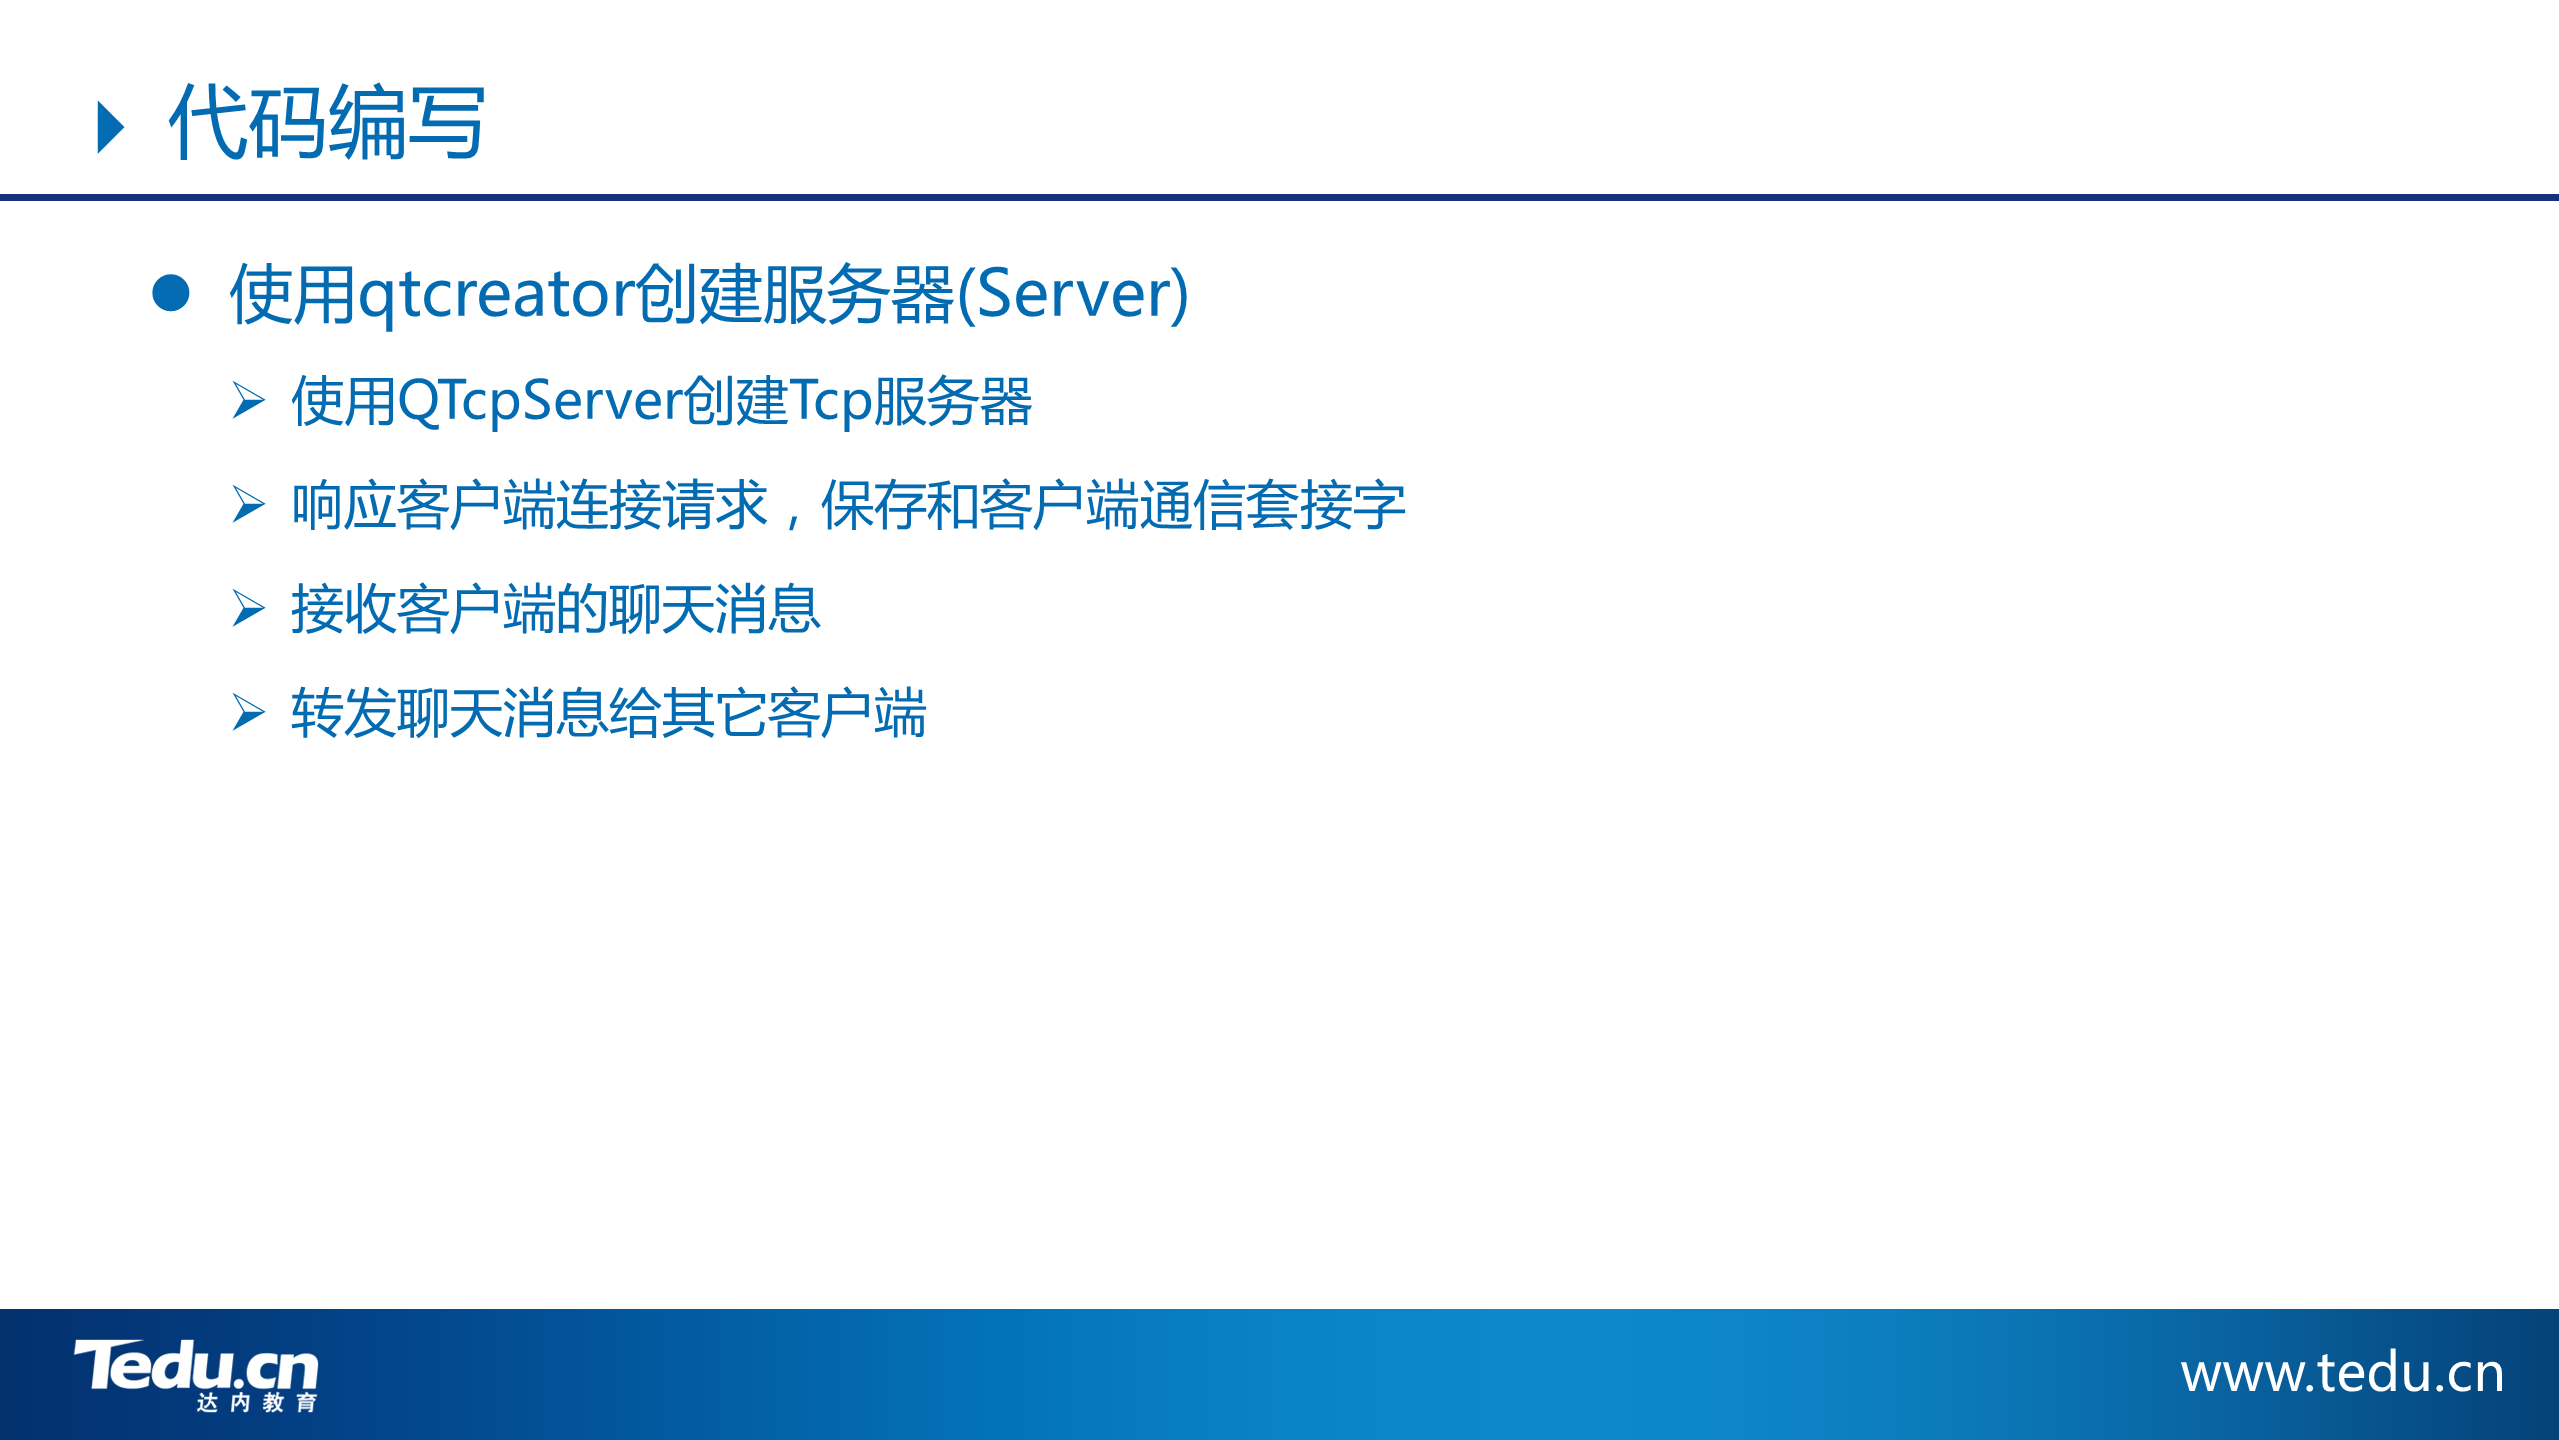 代码编写
使用qtcreator创建服务器(Server)
使用QTcpServer创建Tcp服务器
响应客户端连接请求，保存和客户端通信套接字
接收客户端的聊天消息
转发聊天消息给其它客户端
Tedu.cn
达内教育
www.tedu.cn